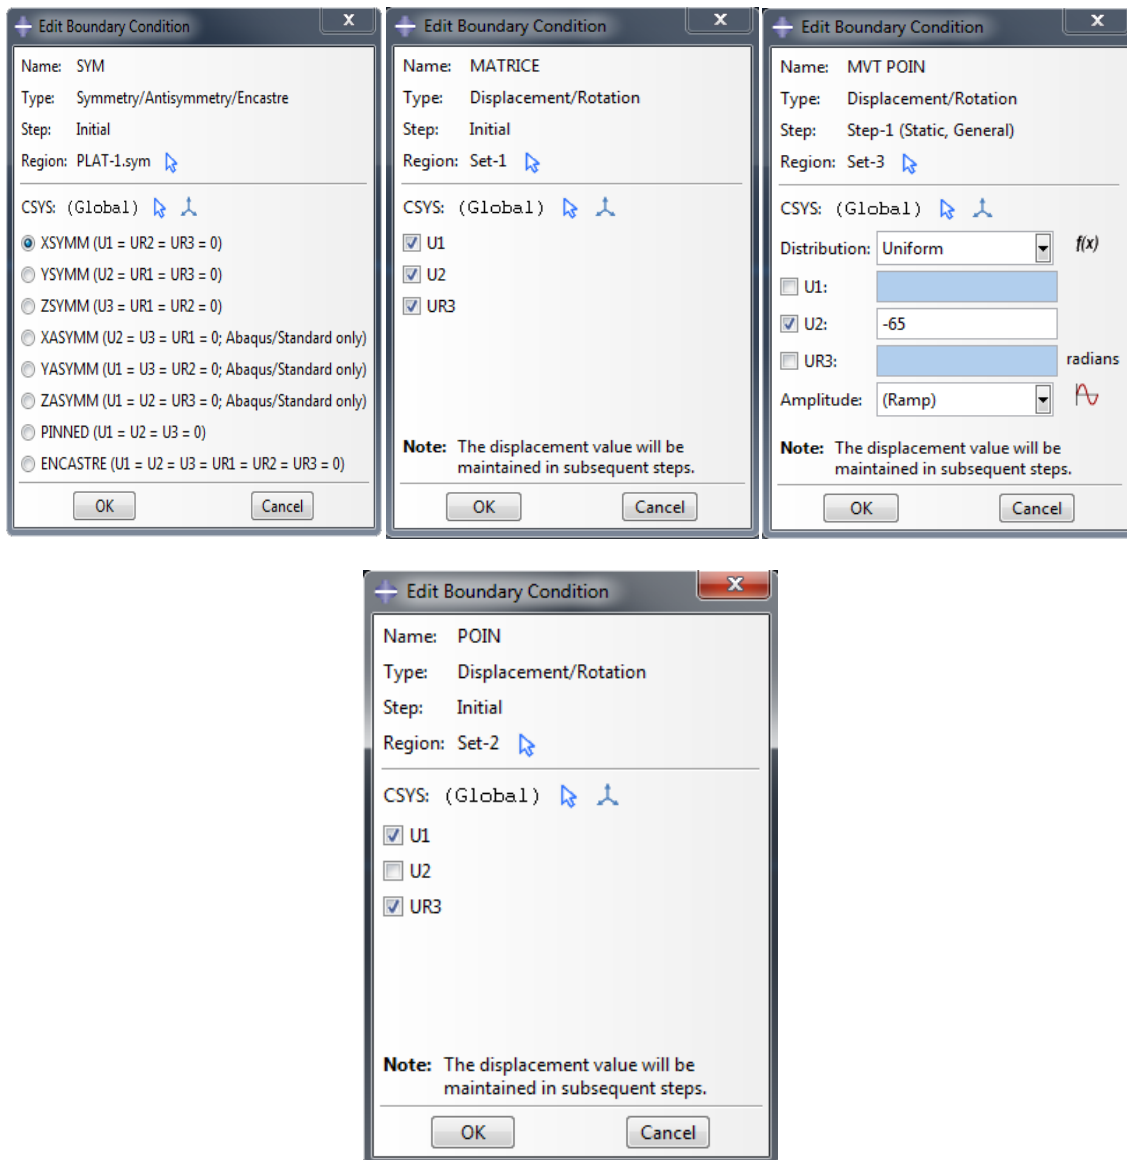 Edit Boundary Condition
X
Name: SYM
Type: Symmetry/Antisymmetry/Encastre
Step: Initial
Region: PLAT-1.sym
CSYS: (Global)
XSYMM (U1 = UR2 = UR3 = 0)
YSYMM (U2 = UR1 = UR3 = 0)
ZSYMM (U3 = UR1 = UR2 = 0)
XASYMM (U2 = U3 = UR1 = 0; Abaqus/Standard only)
YASYMM (U1 = U3 = UR2 = 0; Abaqus/Standard only)
ZASYMM (U1 = U2 = UR3 = 0; Abaqus/Standard only)
PINNED (U1 = U2 = U3 = 0)
ENCASTRE (U1 = U2 = U3 = UR1 = UR2 = UR3 = 0)
OK Cancel
Edit Boundary Condition
X
Name: MATRICE
Type: Displacement/Rotation
Step: Initial
Region: Set-1
CSYS: (Global)
U1
U2
UR3
Note: The displacement value will be
maintained in subsequent steps.
OK Cancel
Edit Boundary Condition
X
Name: MVT POIN
Type: Displacement/Rotation
Step: Step-1 (Static, General)
Region: Set-3
CSYS: (Global)
Distribution: Uniform f(x)
U1:
U2: -65
UR3: radians
Amplitude: (Ramp)
Note: The displacement value will be
maintained in subsequent steps.
OK Cancel
Edit Boundary Condition
X
Name: POIN
Type: Displacement/Rotation
Step: Initial
Region: Set-2
CSYS: (Global)
U1
U2
UR3
Note: The displacement value will be
maintained in subsequent steps.
OK Cancel